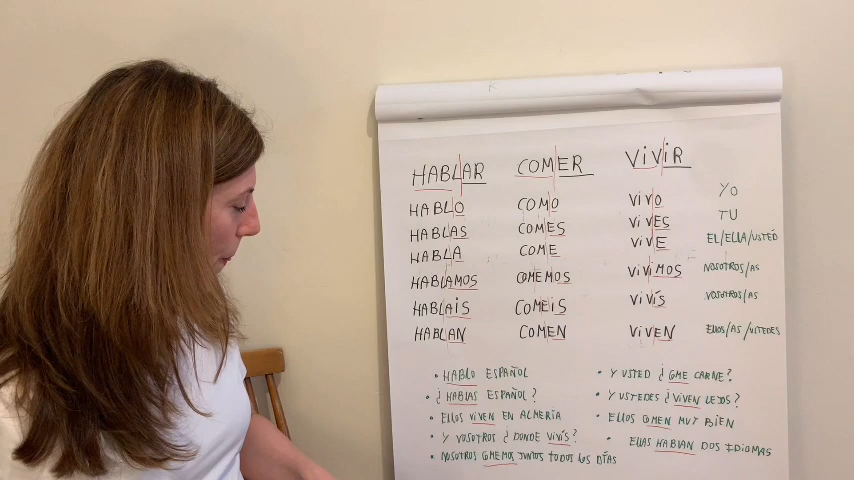 HABLAR COMER VIVIR
HABLO COMO VIVO YO
HABLAS COMES VIVES TU
HABLA COME VIVE EL/ELLA/USTED
HABLAMOS COMEMOS VIVIMOS NOSOTROS/AS
HABLAIS COMEIS VIVÍS VOSOTROS/AS
HABLAN COMEN VIVEN ELLOS/AS/USTEDES
• HABLO ESPAÑOL
• ¿HABLAS ESPAÑOL?
• ELLOS VIVEN EN ALMERIA
• Y VOSOTROS ¿DONDE VIVÍS?
• NOSOTROS COMEMOS JUNTOS TODOS LOS DÍAS
• Y USTED ¿COME CARNE?
• Y USTEDES ¿VIVEN LEJOS?
• ELLOS COMEN MUY BIEN
• ELLAS HABLAN DOS IDIOMAS